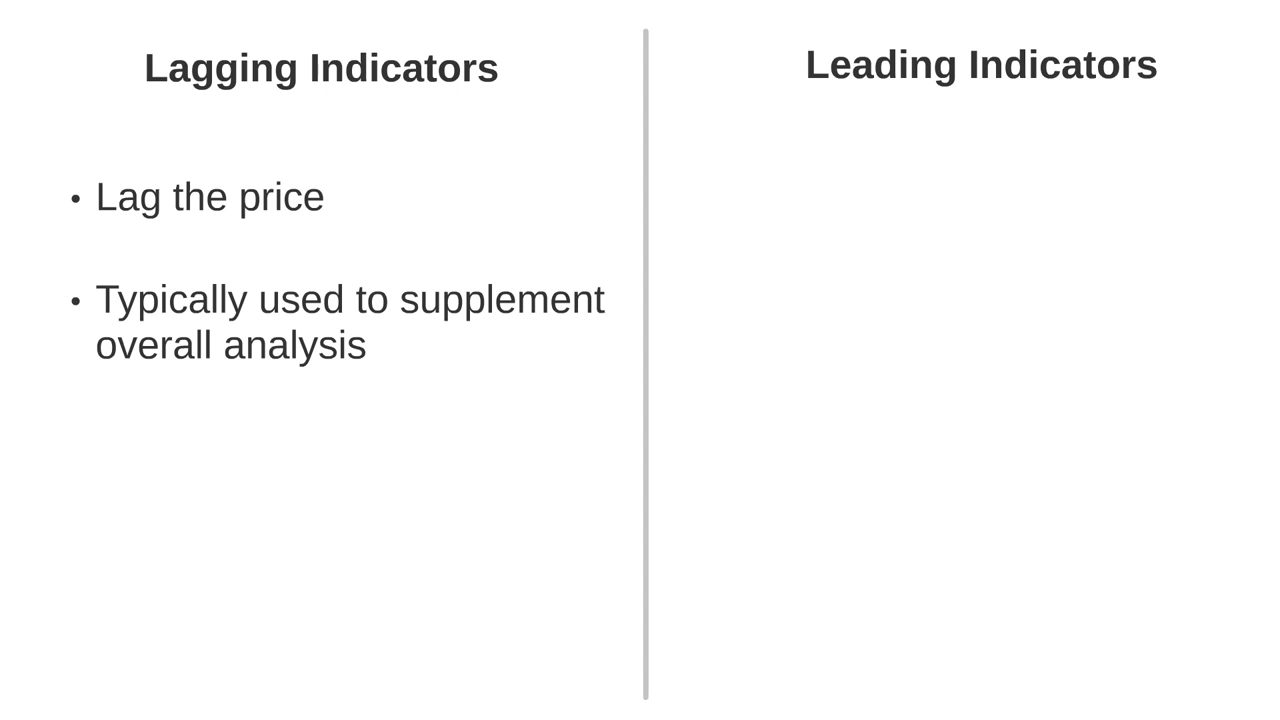 Lagging Indicators
• Lag the price
• Typically used to supplement
overall analysis
Leading Indicators